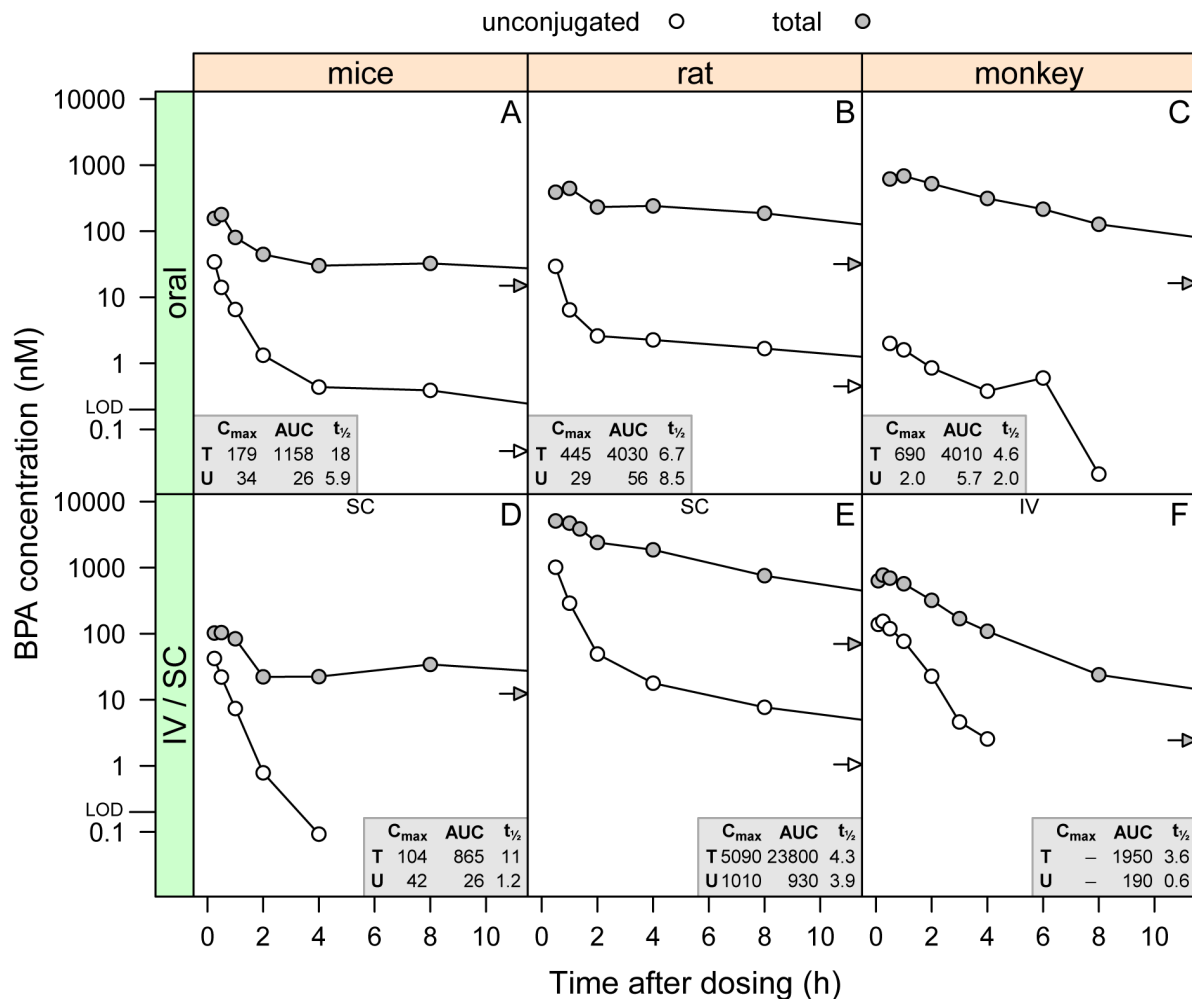 unconjugated total
mice rat monkey
oral
IV / SC
BPA concentration (nM)
10000
1000
100
10
1
LOD
0.1
A
Cmax AUC t½
T 179 1158 18
U 34 26 5.9
B
Cmax AUC t½
T 445 4030 6.7
U 29 56 8.5
C
Cmax AUC t½
T 690 4010 4.6
U 2.0 5.7 2.0
10000
1000
100
10
1
LOD
0.1
SC D
Cmax AUC t½
T 104 865 11
U 42 26 1.2
SC E
Cmax AUC t½
T 5090 23800 4.3
U 1010 930 3.9
IV F
Cmax AUC t½
T – 1950 3.6
U – 190 0.6
0 2 4 6 8 10 0 2 4 6 8 10 0 2 4 6 8 10
Time after dosing (h)